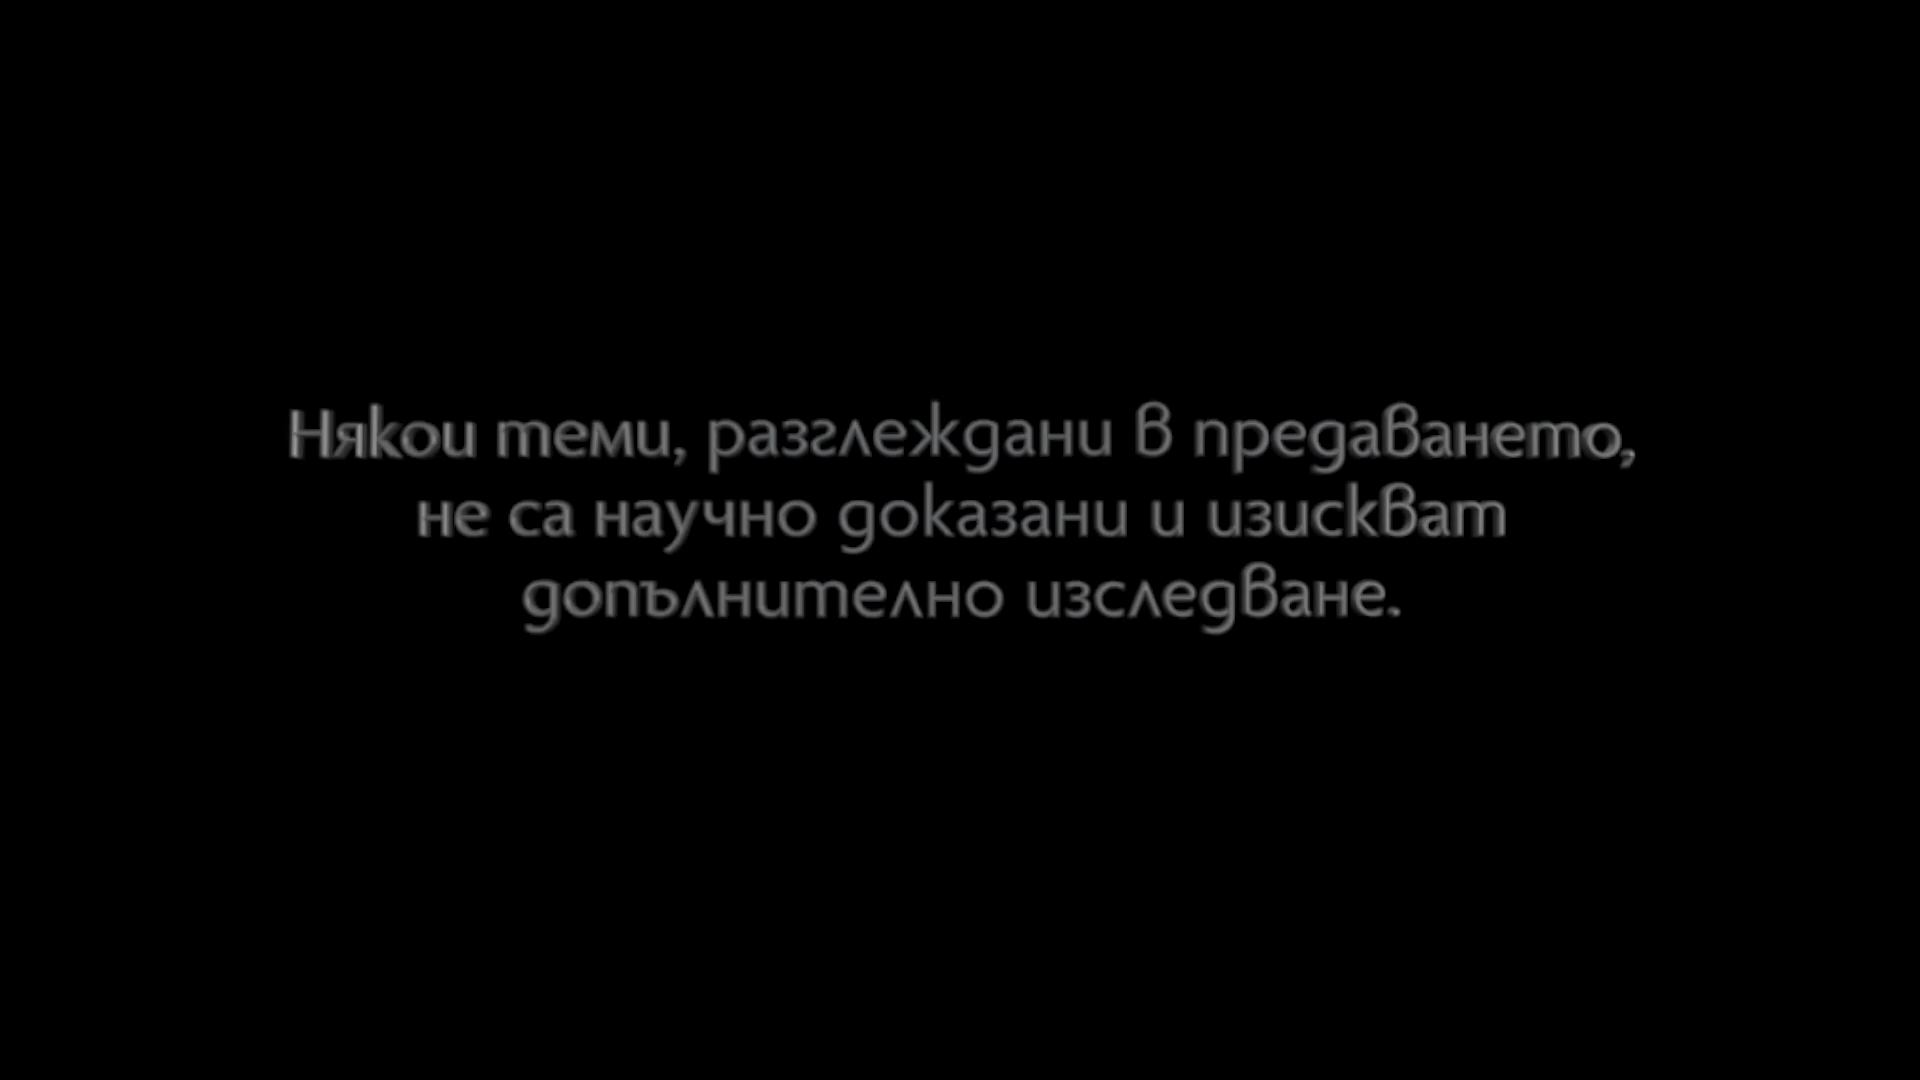 Някои теми, разглеждани в предаването,
не са научно доказани и изискват
допълнително изследване.